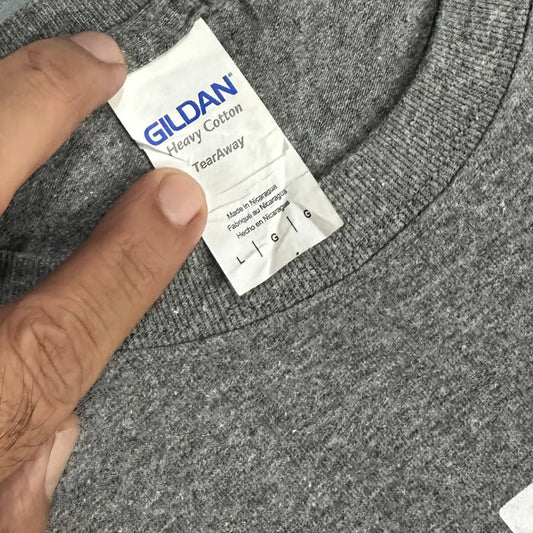 GILDAN®
Heavy Cotton
TearAway
Made in Nicaragua
Fabriqué au Nicaragua
Hecho en Nicaragua
L | G | G